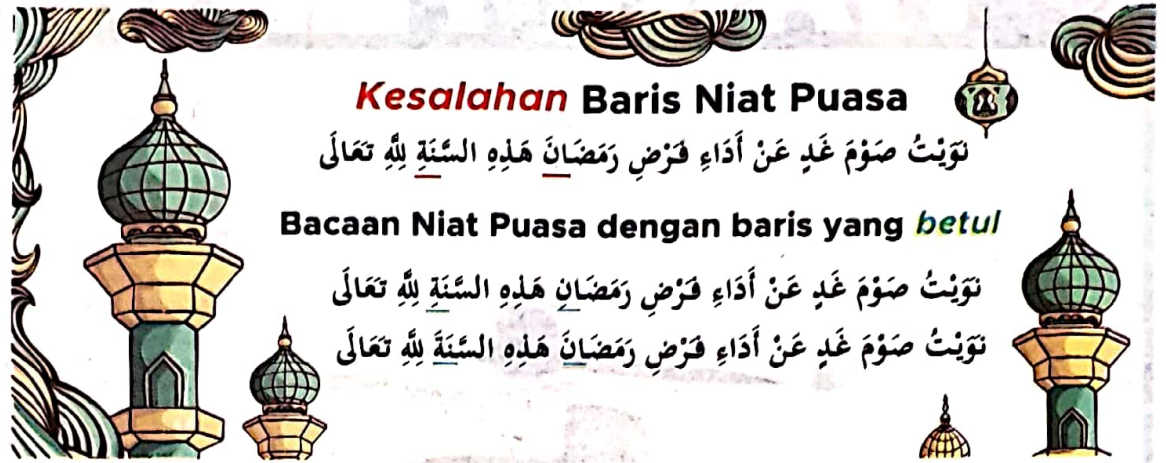 Kesalahan Baris Niat Puasa
نَوَيْتُ صَوْمَ غَدٍ عَنْ أَدَاءِ فَرْضِ رَمَضَانَ هَذِهِ السَّنَةِ لِلَّهِ تَعَالَى
Bacaan Niat Puasa dengan baris yang betul
نَوَيْتُ صَوْمَ غَدٍ عَنْ أَدَاءِ فَرْضِ رَمَضَانِ هَذِهِ السَّنَةِ لِلَّهِ تَعَالَى
نَوَيْتُ صَوْمَ غَدٍ عَنْ أَدَاءِ فَرْضِ رَمَضَانَ هَذِهِ السَّنَةَ لِلَّهِ تَعَالَى